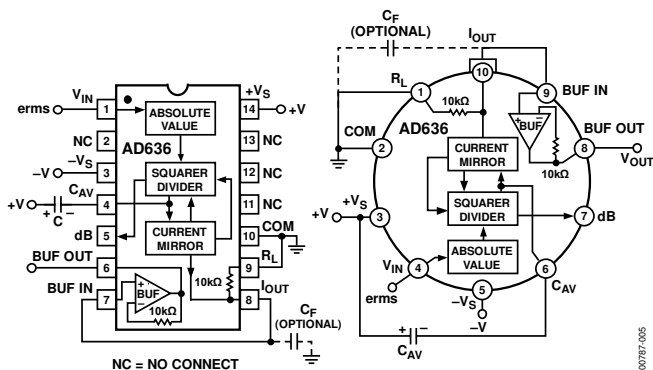 CF
(OPTIONAL)
IOUT
VIN
erms
1
ABSOLUTE
VALUE
+VS
14
+V
NC
2
AD636
13
NC
−VS
−V
3
SQUARER
DIVIDER
12
NC
CAV
+V
+ C −
4
11
NC
dB
5
CURRENT
MIRROR
10
COM
BUF OUT
6
+
BUF
−
10kΩ
10kΩ
9
RL
BUF IN
7
8
IOUT
CF
(OPTIONAL)
NC = NO CONNECT
RL
1
10kΩ
10
9
BUF IN
COM
2
AD636
+ −
BUF
10kΩ
8
BUF OUT
VOUT
CURRENT
MIRROR
+VS
+V
3
SQUARER
DIVIDER
7
dB
VIN
4
erms
ABSOLUTE
VALUE
6
CAV
5
−VS
−V
+ −
CAV
00787-005